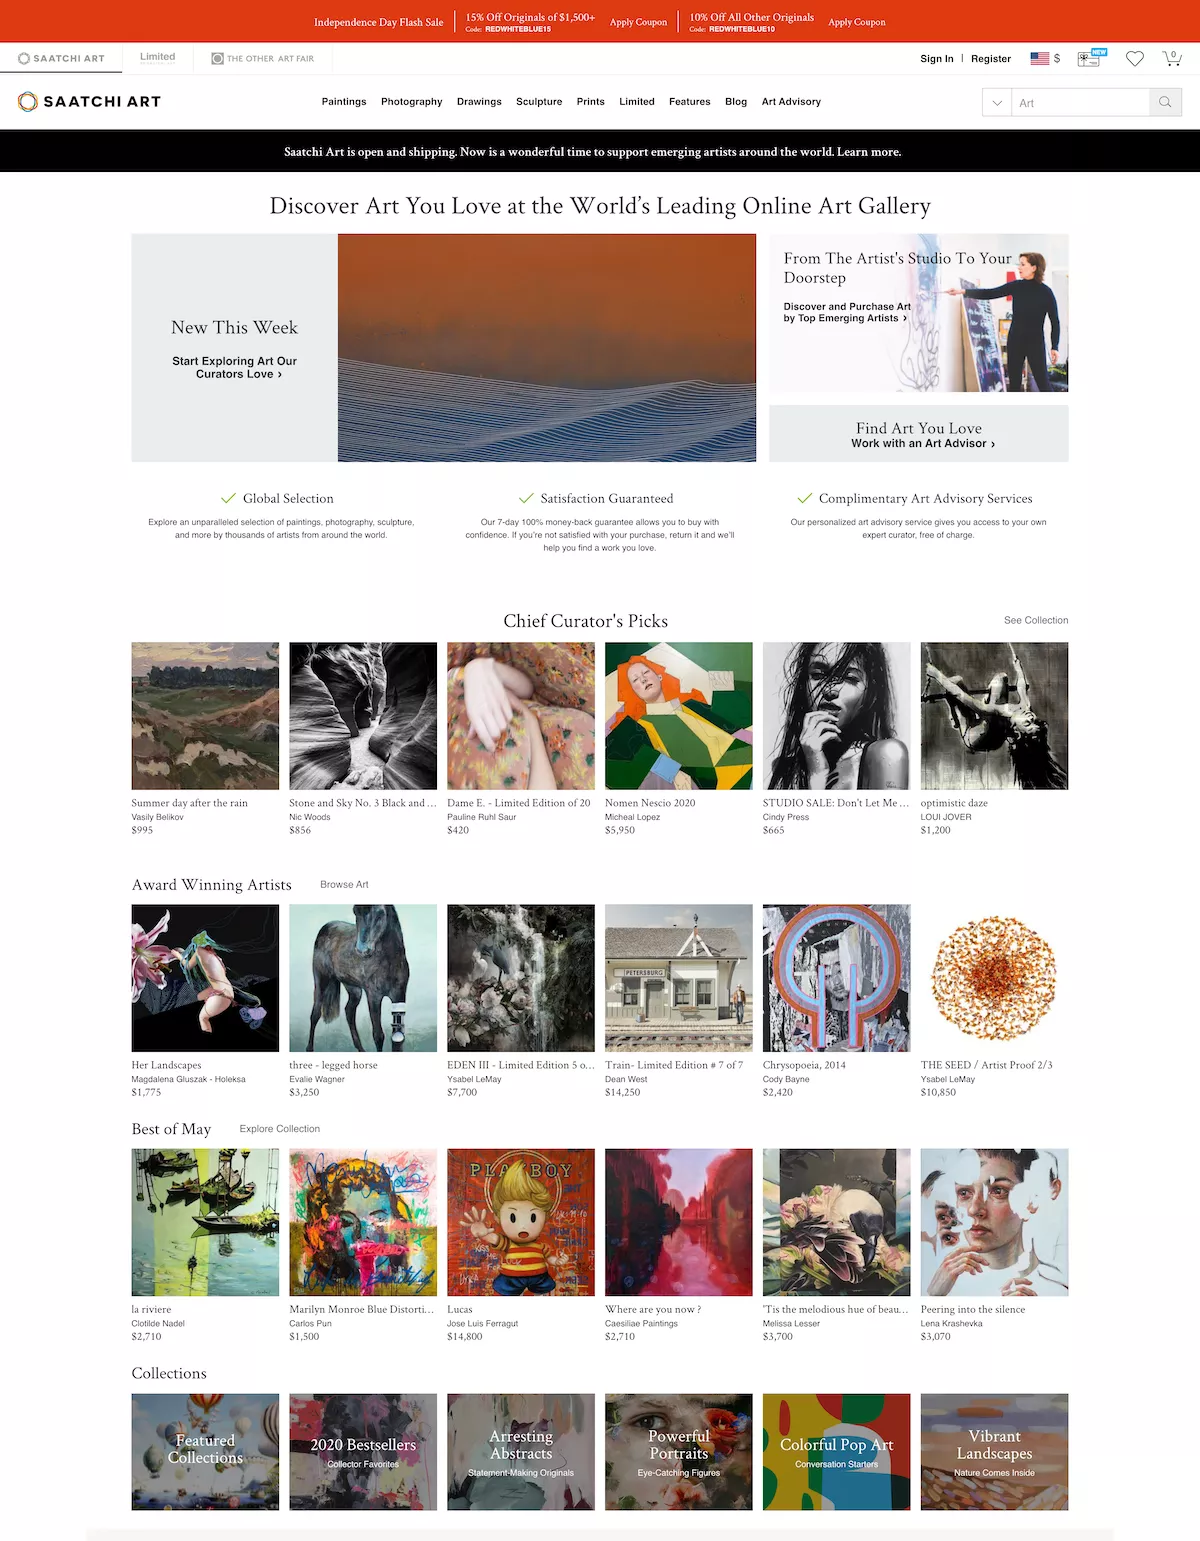 Independence Day Flash Sale
15% Off Originals of $1,500+
Code: REDWHITEBLUE15
Apply Coupon
10% Off All Other Originals
Code: REDWHITEBLUE10
Apply Coupon
SAATCHI ART
Limited
THE OTHER ART FAIR
Sign In | Register
$
NEW
0
SAATCHI ART
Paintings Photography Drawings Sculpture Prints Limited Features Blog Art Advisory
Art
Saatchi Art is open and shipping. Now is a wonderful time to support emerging artists around the world. Learn more.
Discover Art You Love at the World’s Leading Online Art Gallery
New This Week
Start Exploring Art Our
Curators Love ›
From The Artist's Studio To Your
Doorstep
Discover and Purchase Art
by Top Emerging Artists ›
Find Art You Love
Work with an Art Advisor ›
Global Selection
Explore an unparalleled selection of paintings, photography, sculpture,
and more by thousands of artists from around the world.
Satisfaction Guaranteed
Our 7-day 100% money-back guarantee allows you to buy with
confidence. If you're not satisfied with your purchase, return it and we'll
help you find a work you love.
Complimentary Art Advisory Services
Our personalized art advisory service gives you access to your own
expert curator, free of charge.
Chief Curator's Picks
See Collection
Summer day after the rain
Vasily Belikov
$995
Stone and Sky No. 3 Black and ...
Nic Woods
$856
Dame E. - Limited Edition of 20
Pauline Ruhl Saur
$420
Nomen Nescio 2020
Micheal Lopez
$5,950
STUDIO SALE: Don't Let Me ...
Cindy Press
$665
optimistic daze
LOUI JOVER
$1,200
Award Winning Artists
Browse Art
PETERSBURG
Her Landscapes
Magdalena Gluszak - Holeksa
$1,775
three - legged horse
Evalie Wagner
$3,250
EDEN III - Limited Edition 5 o...
Ysabel LeMay
$7,700
Train- Limited Edition # 7 of 7
Dean West
$14,250
Chrysopoeia, 2014
Cody Bayne
$2,420
THE SEED / Artist Proof 2/3
Ysabel LeMay
$10,850
Best of May
Explore Collection
PLAYBOY
KISS
la riviere
Clotilde Nadel
$2,710
Marilyn Monroe Blue Distorti...
Carlos Pun
$1,500
Lucas
Jose Luis Ferragut
$14,800
Where are you now ?
Caesiliae Paintings
$2,710
'Tis the melodious hue of beau...
Melissa Lesser
$3,700
Peering into the silence
Lena Krashevka
$3,070
Collections
Featured
Collections
2020 Bestsellers
Collector Favorites
Arresting
Abstracts
Statement-Making Originals
Powerful
Portraits
Eye-Catching Figures
Colorful Pop Art
Conversation Starters
Vibrant
Landscapes
Nature Comes Inside